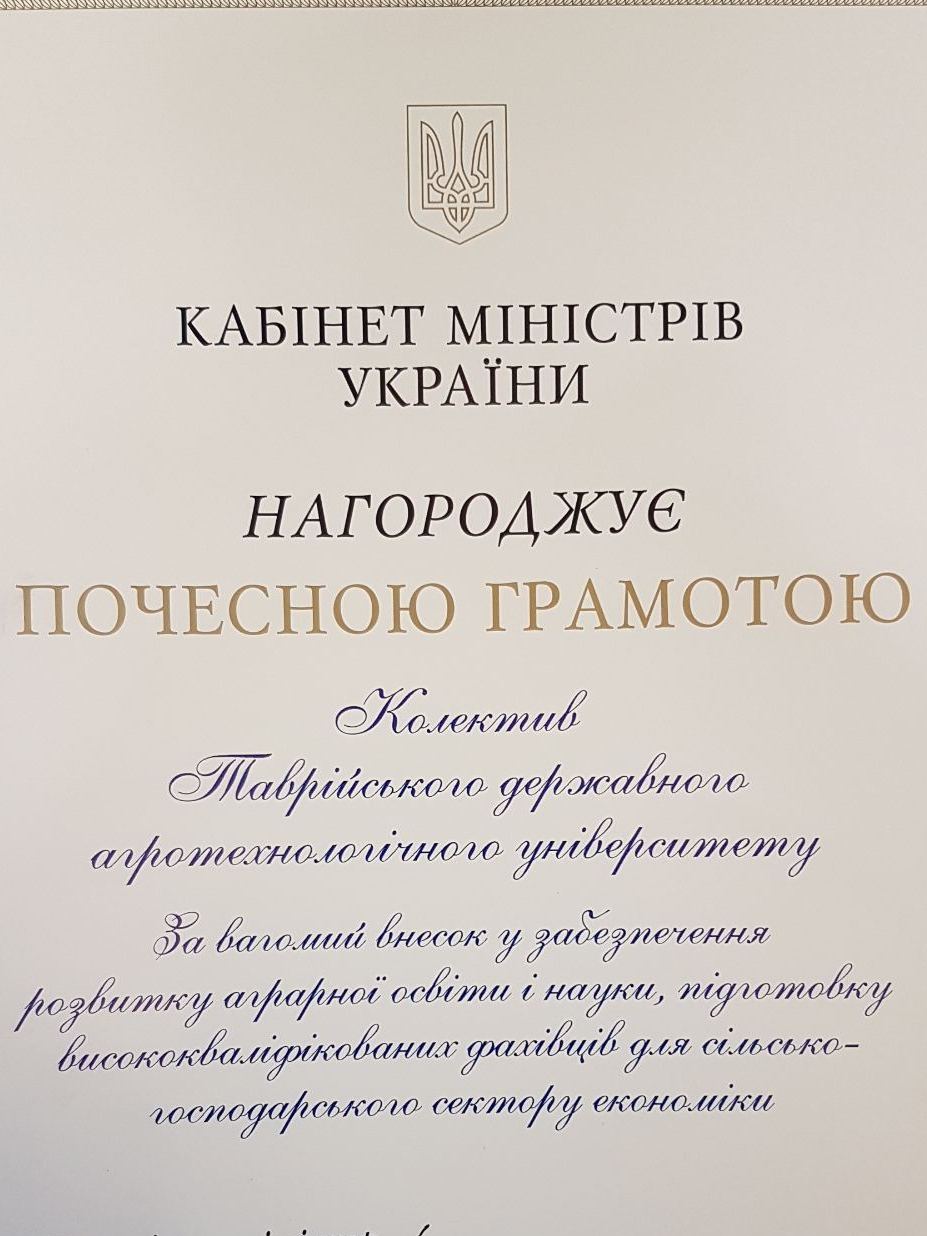 КАБІНЕТ МІНІСТРІВ
УКРАЇНИ
НАГОРОДЖУЄ
ПОЧЕСНОЮ ГРАМОТОЮ
Колектив
Таврійського державного
агротехнологічного університету
За вагомий внесок у забезпечення
розвитку аграрної освіти і науки, підготовку
висококваліфікованих фахівців для сільсько-
господарського сектору економіки